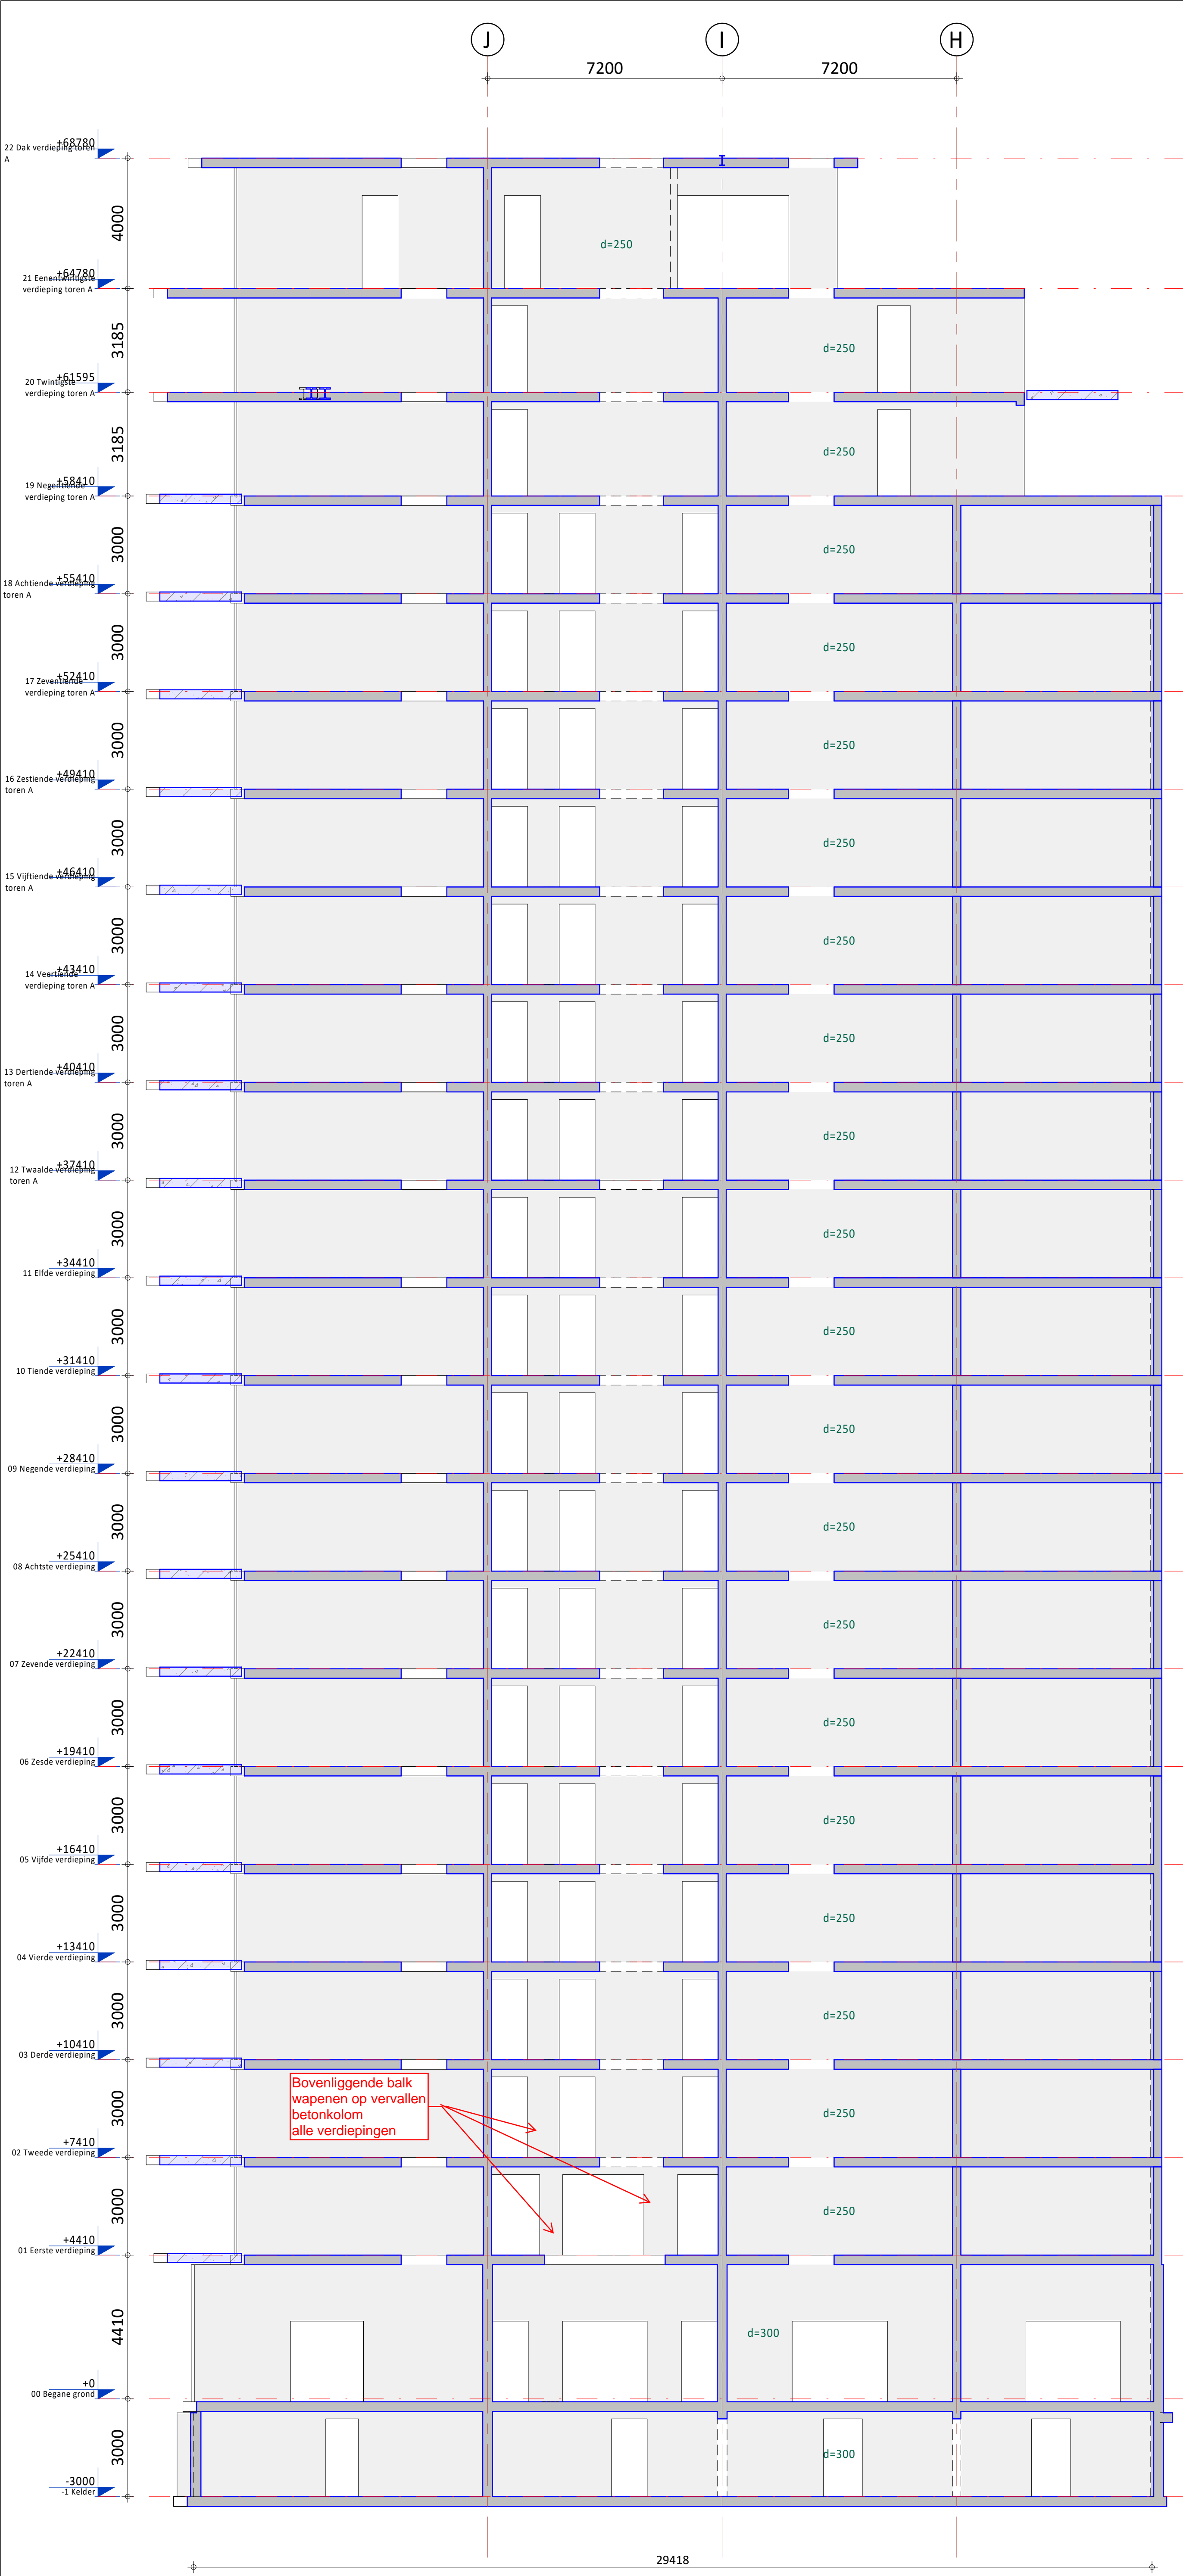 J
I
H
7200
7200
+68780
22 Dak verdieping toren
A
4000
d=250
+64780
21 Eenentwintigste
verdieping toren A
3185
d=250
+61595
20 Twintigste
verdieping toren A
3185
d=250
+58410
19 Negentiende
verdieping toren A
3000
d=250
+55410
18 Achtiende verdieping
toren A
3000
d=250
+52410
17 Zeventiende
verdieping toren A
3000
d=250
+49410
16 Zestiende verdieping
toren A
3000
d=250
+46410
15 Vijftiende verdieping
toren A
3000
d=250
+43410
14 Veertiende
verdieping toren A
3000
d=250
+40410
13 Dertiende verdieping
toren A
3000
d=250
+37410
12 Twaalde verdieping
toren A
3000
d=250
+34410
11 Elfde verdieping
3000
d=250
+31410
10 Tiende verdieping
3000
d=250
+28410
09 Negende verdieping
3000
d=250
+25410
08 Achtste verdieping
3000
d=250
+22410
07 Zevende verdieping
3000
d=250
+19410
06 Zesde verdieping
3000
d=250
+16410
05 Vijfde verdieping
3000
d=250
+13410
04 Vierde verdieping
3000
d=250
+10410
03 Derde verdieping
Bovenliggende balk
wapenen op vervallen
betonkolom
alle verdiepingen
3000
d=250
+7410
02 Tweede verdieping
3000
d=250
+4410
01 Eerste verdieping
4410
d=300
+0
00 Begane grond
3000
d=300
-3000
-1 Kelder
29418